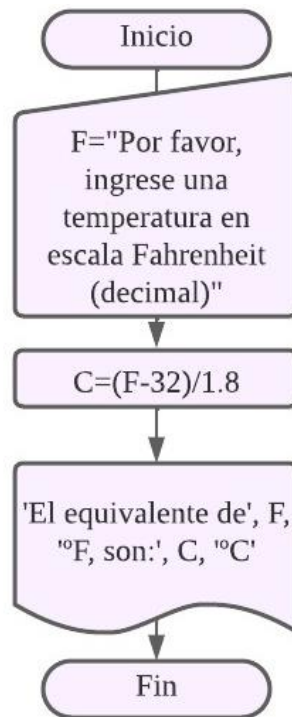 Inicio
F="Por favor,
ingrese una
temperatura en
escala Fahrenheit
(decimal)"
C=(F-32)/1.8
'El equivalente de', F,
'ºF, son:', C, 'ºC'
Fin